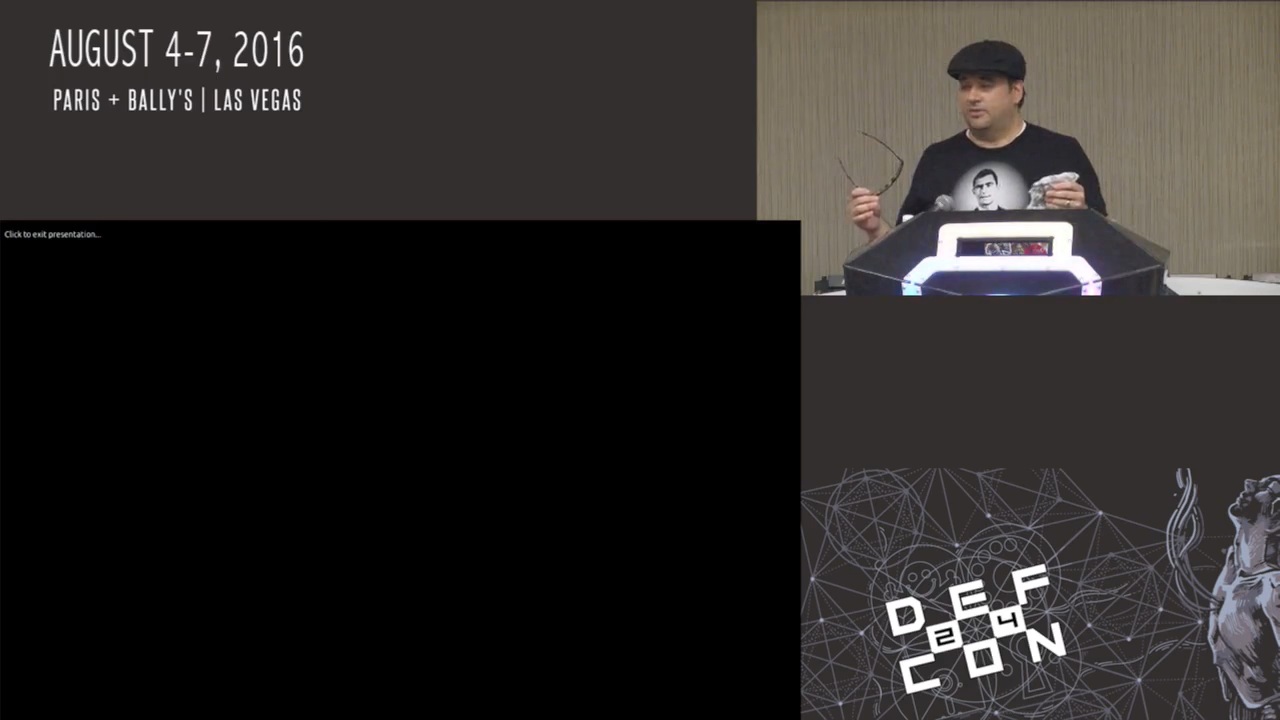 AUGUST 4-7, 2016
PARIS + BALLY'S | LAS VEGAS
Click to exit presentation...
DEF
24
CON